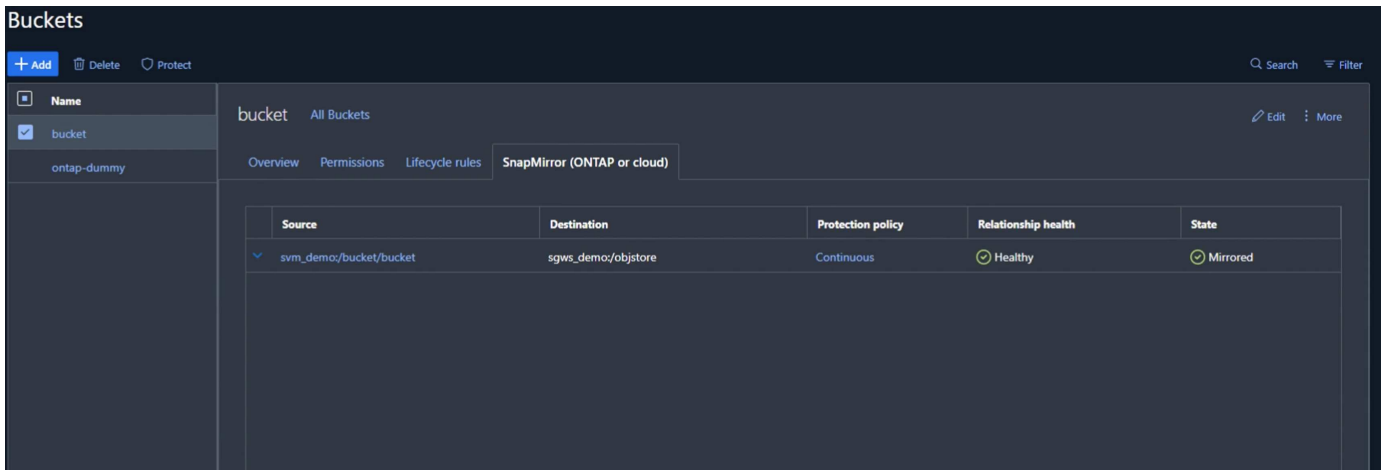 Buckets
+ Add Delete Protect Search Filter
Name
bucket
ontap-dummy
bucket All Buckets Edit More
Overview Permissions Lifecycle rules SnapMirror (ONTAP or cloud)
Source Destination Protection policy Relationship health State
svm_demo:/bucket/bucket sgws_demo:/objstore Continuous Healthy Mirrored